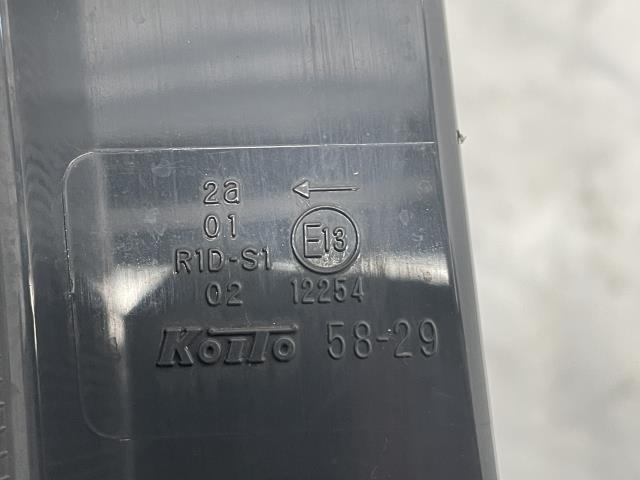 2a ←
01
E13
R1D-S1
02 12254
KOITO 58-29